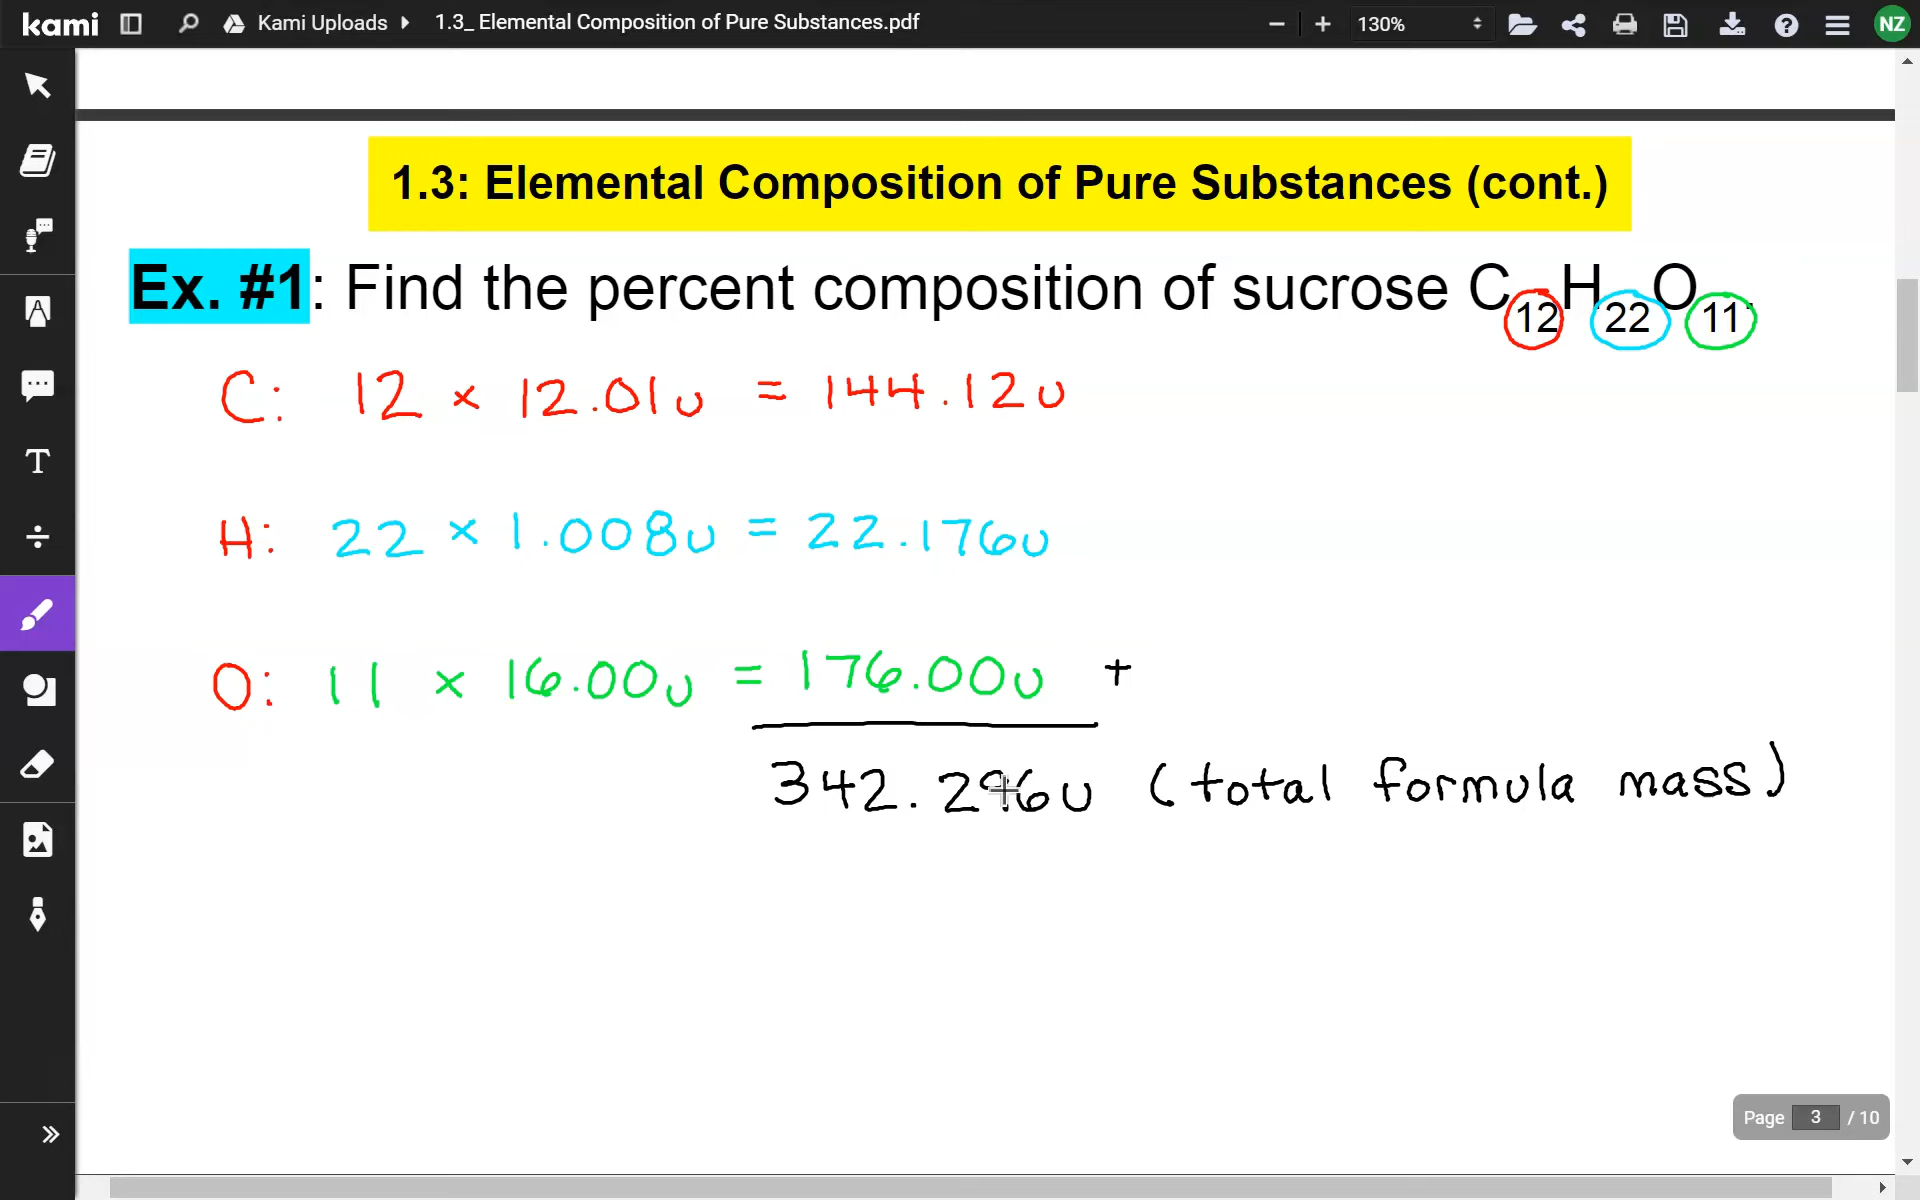 kami Kami Uploads 1.3_ Elemental Composition of Pure Substances.pdf 130% NZ
1.3: Elemental Composition of Pure Substances (cont.)
Ex. #1: Find the percent composition of sucrose C₁₂H₂₂O₁₁.
C: 12 × 12.01u = 144.12u
H: 22 × 1.008u = 22.176u
O: 11 × 16.00u = 176.00u +
342.296u (total formula mass)
Page 3 / 10